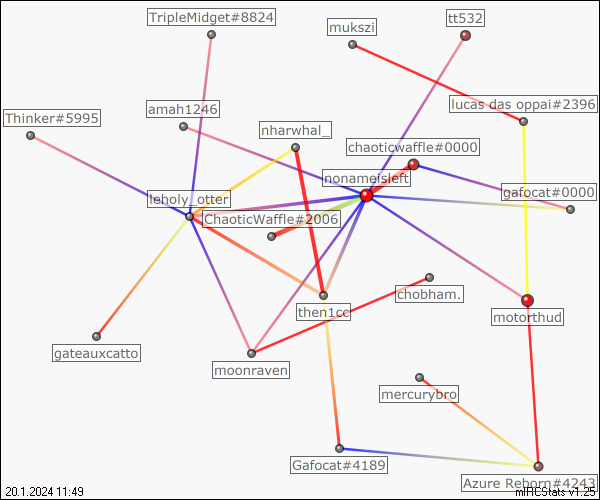 TripleMidget#8824
tt532
mukszi
lucas das oppai#2396
amah1246
Thinker#5995
nharwhal_
chaoticwaffle#0000
nonameisleft
gafocat#0000
leholy_otter
ChaoticWaffle#2006
chobham.
then1cc
motorthud
gateauxcatto
moonraven
mercurybro
Gafocat#4189
Azure Reborn#4243
20.1.2024 11:49
mIRCStats v1.25